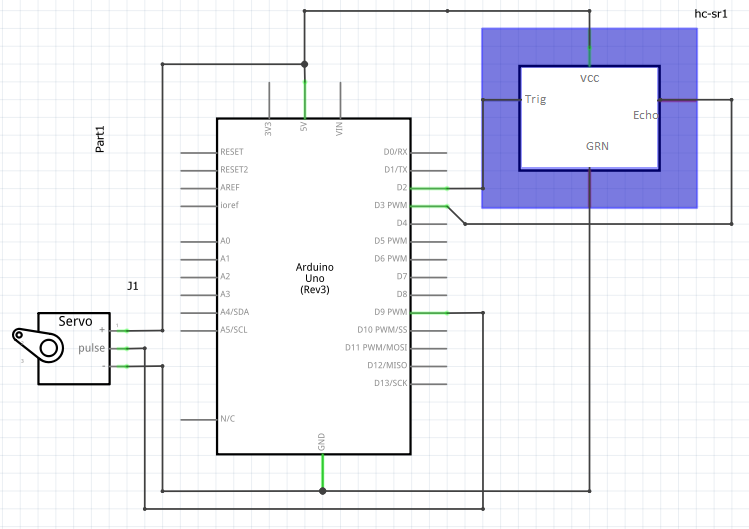 hc-sr1
vcc
Trig
Echo
GRN
Part1
3V3
5V
VIN
RESET
RESET2
AREF
ioref
A0
A1
A2
A3
A4/SDA
A5/SCL
N/C
D0/RX
D1/TX
D2
D3 PWM
D4
D5 PWM
D6 PWM
D7
D8
D9 PWM
D10 PWM/SS
D11 PWM/MOSI
D12/MISO
D13/SCK
Arduino
Uno
(Rev3)
GND
J1
Servo
+
1
pulse
-
3